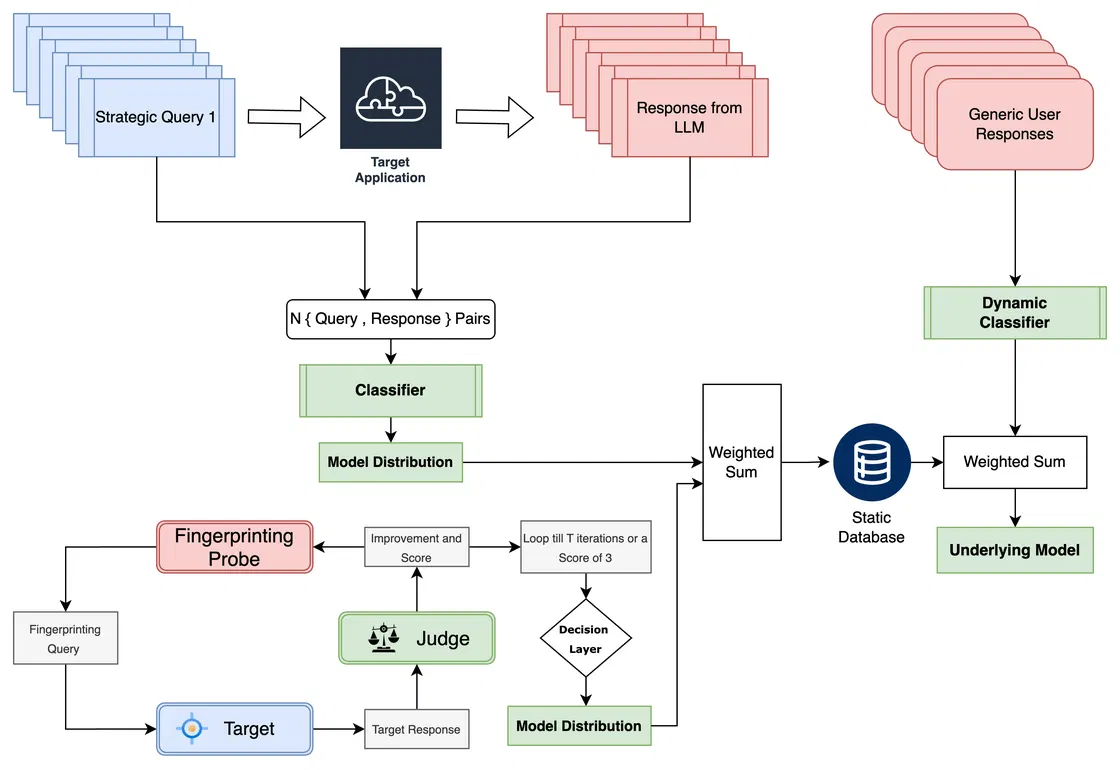 Strategic Query 1
Target
Application
Response from
LLM
Generic User
Responses
N { Query , Response } Pairs
Classifier
Model Distribution
Dynamic
Classifier
Weighted
Sum
Static
Database
Weighted Sum
Underlying Model
Fingerprinting
Probe
Improvement and
Score
Loop till T iterations or a
Score of 3
Fingerprinting
Query
Judge
Decision
Layer
Target
Target Response
Model Distribution